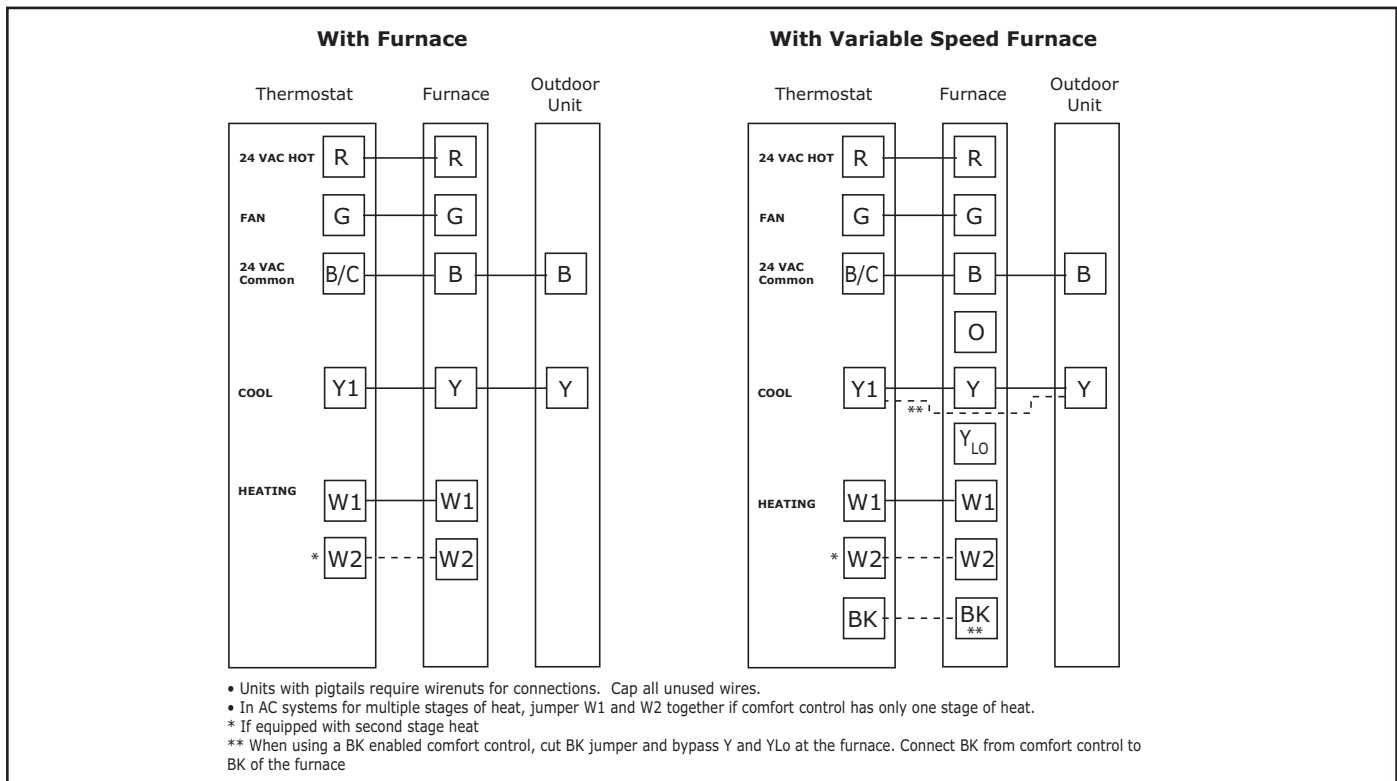 With Furnace
Thermostat Furnace Outdoor
Unit
24 VAC HOT R R
FAN G G
24 VAC
Common B/C B B
COOL Y1 Y Y
HEATING W1 W1
* W2 W2
With Variable Speed Furnace
Thermostat Furnace Outdoor
Unit
24 VAC HOT R R
FAN G G
24 VAC
Common B/C B B
O
COOL Y1 Y Y
**
YLO
HEATING W1 W1
* W2 W2
BK BK
**
• Units with pigtails require wirenuts for connections. Cap all unused wires.
• In AC systems for multiple stages of heat, jumper W1 and W2 together if comfort control has only one stage of heat.
* If equipped with second stage heat
** When using a BK enabled comfort control, cut BK jumper and bypass Y and YLo at the furnace. Connect BK from comfort control to
BK of the furnace